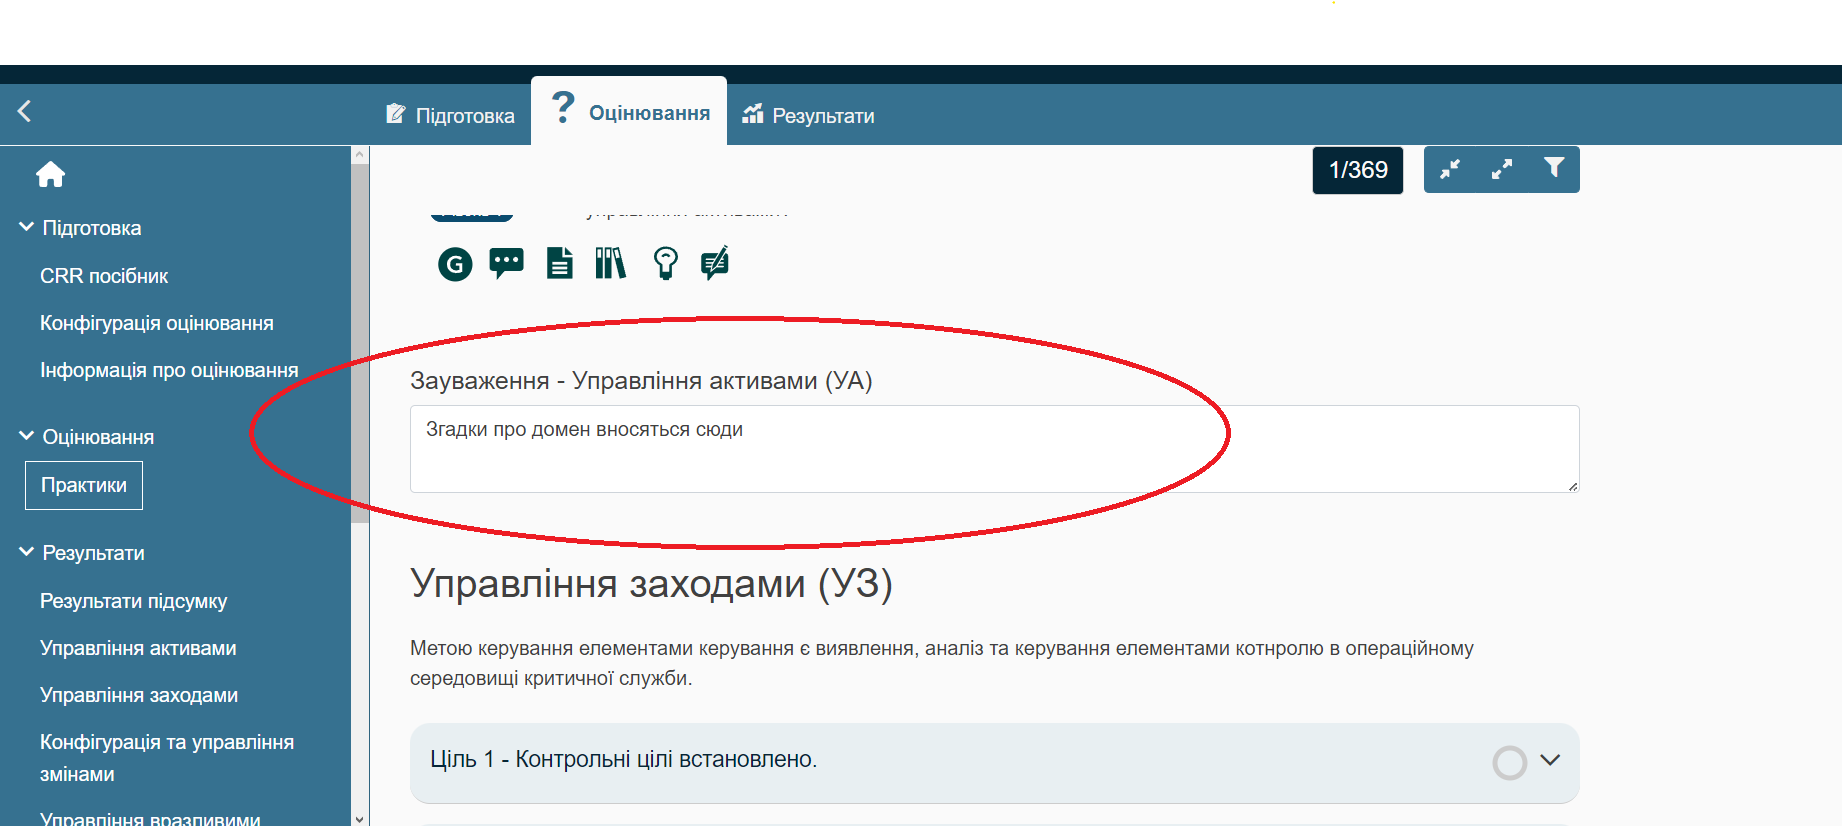 Підготовка
Оцінювання
Результати
1/369
Підготовка
CRR посібник
Конфігурація оцінювання
Інформація про оцінювання
Оцінювання
Практики
Результати
Результати підсумку
Управління активами
Управління заходами
Конфігурація та управління
змінами
Управління вразливими
G
Зауваження - Управління активами (УА)
Згадки про домен вносяться сюди
Управління заходами (УЗ)
Метою керування елементами керування є виявлення, аналіз та керування елементами котнролю в операційному
середовищі критичної служби.
Ціль 1 - Контрольні цілі встановлено.